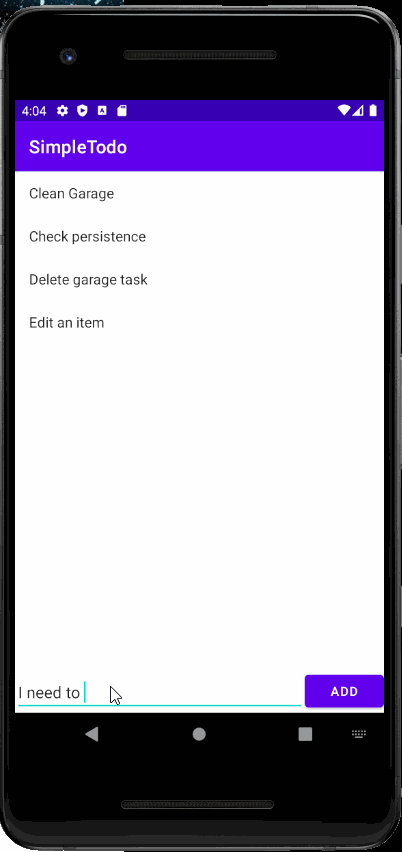 4:04
SimpleTodo
Clean Garage
Check persistence
Delete garage task
Edit an item
I need to
ADD